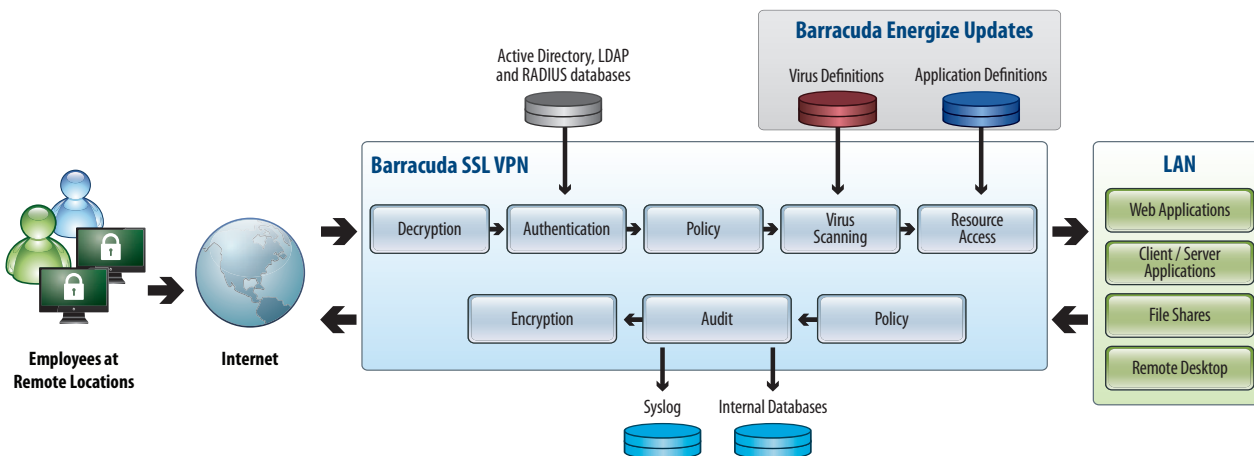 Barracuda Energize Updates
Active Directory, LDAP
and RADIUS databases
Virus Definitions
Application Definitions
Barracuda SSL VPN
LAN
Decryption
Authentication
Policy
Virus
Scanning
Resource
Access
Web Applications
Client / Server
Applications
File Shares
Remote Desktop
Encryption
Audit
Policy
Employees at
Remote Locations
Internet
Syslog
Internal Databases